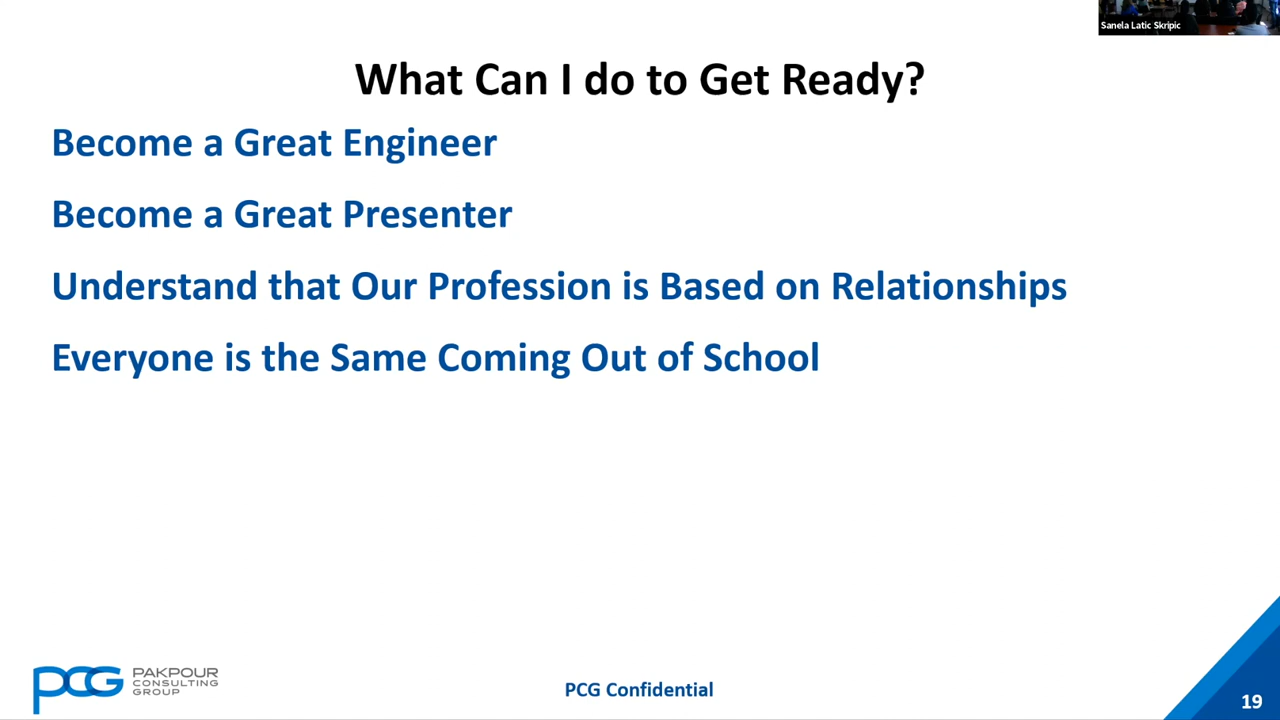 Sanela Latic Skripic
What Can I do to Get Ready?
Become a Great Engineer
Become a Great Presenter
Understand that Our Profession is Based on Relationships
Everyone is the Same Coming Out of School
PCG
PAKPOUR
CONSULTING
GROUP
PCG Confidential
19